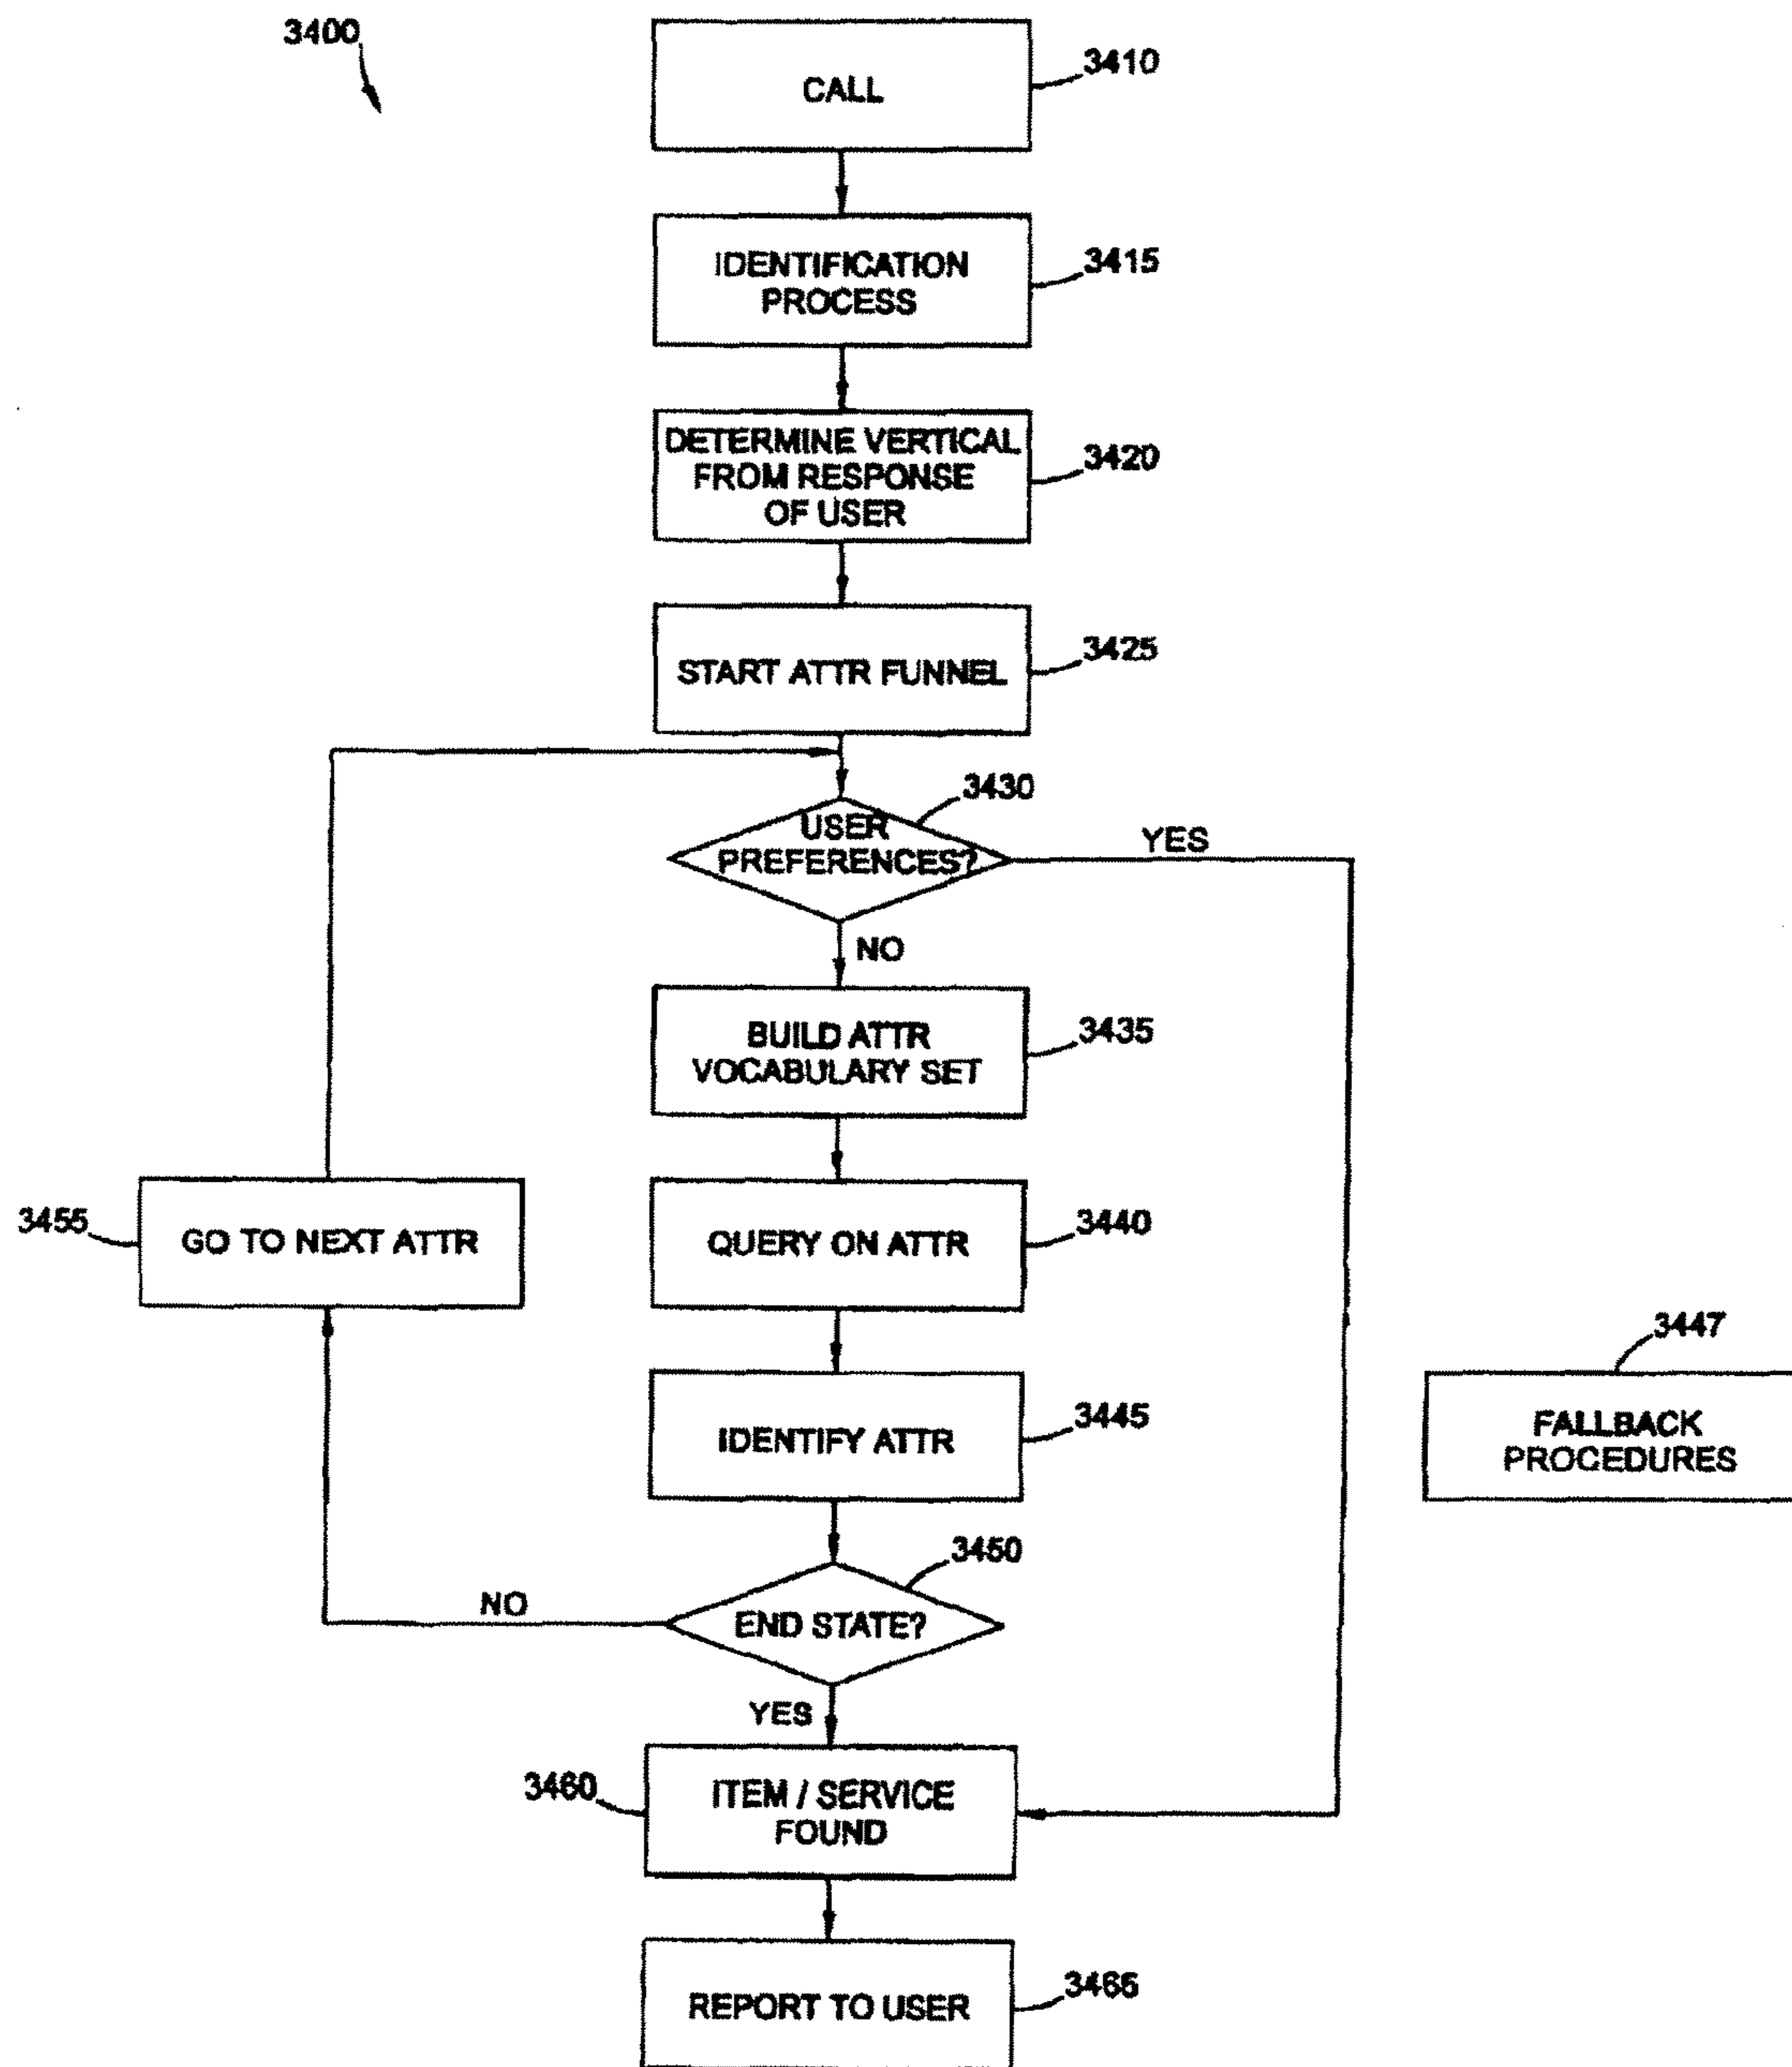 3400
CALL
3410
IDENTIFICATION
PROCESS
3415
DETERMINE VERTICAL
FROM RESPONSE
OF USER
3420
START ATTR FUNNEL
3425
3430
USER
PREFERENCES?
YES
NO
BUILD ATTR
VOCABULARY SET
3435
3455
GO TO NEXT ATTR
QUERY ON ATTR
3440
3447
FALLBACK
PROCEDURES
IDENTIFY ATTR
3445
3450
END STATE?
NO
YES
3460
ITEM / SERVICE
FOUND
REPORT TO USER
3465